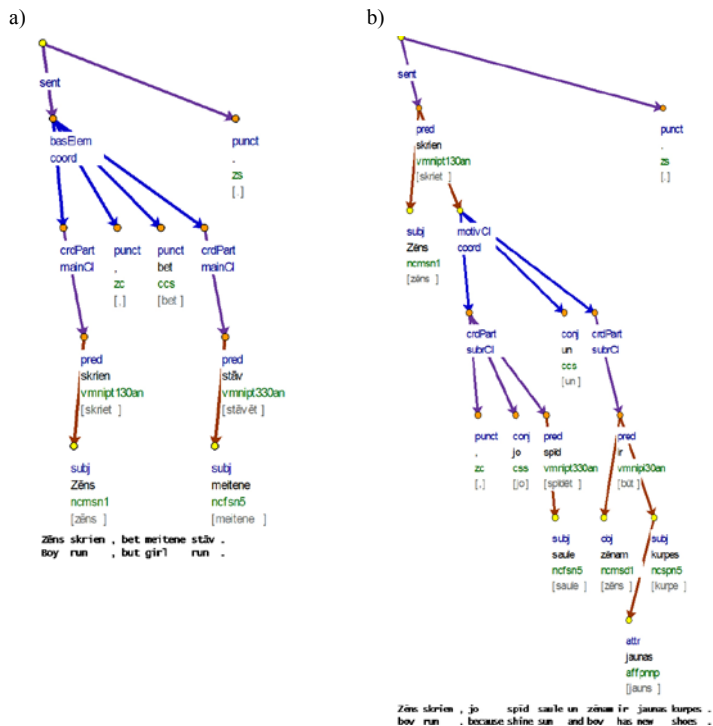 a)
b)
sent
sent
basElem
coord
punct
.
zs
[.]
pred
skrien
vmnipt130an
[skriet ]
punct
.
zs
[.]
crdPart
mainCl
punct
,
zc
[,]
punct
bet
ccs
[bet]
crdPart
mainCl
subj
Zēns
ncmsn1
[zēns ]
motivCl
coord
pred
skrien
vmnipt130an
[skriet ]
pred
stāv
vmnipt330an
[stāvēt ]
crdPart
subrCl
conj
un
ccs
[un]
crdPart
subrCl
subj
Zēns
ncmsn1
[zēns ]
subj
meitene
ncfsn5
[meitene ]
punct
,
zc
[,]
conj
jo
css
[jo]
pred
spīd
vmnipt330an
[spīdēt ]
pred
ir
vmnipi30an
[būt ]
Zēns skrien , bet meitene stāv .
Boy run , but girl run .
subj
saule
ncfsn5
[saule ]
obj
zēnam
ncmsd1
[zēns ]
subj
kurpes
ncspn5
[kurpe ]
attr
jaunas
affpnnp
[jauns ]
Zēns skrien , jo spīd saule un zēnam ir jaunas kurpes .
boy run , because shine sun and boy has new shoes .